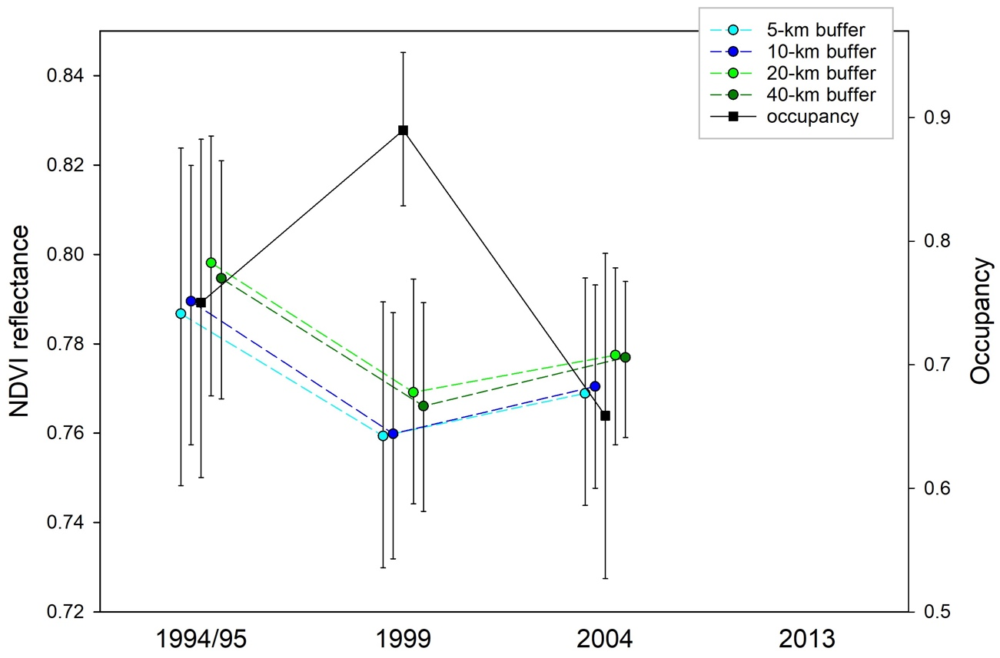 5-km buffer
10-km buffer
20-km buffer
40-km buffer
occupancy
NDVI reflectance
0.84
0.82
0.80
0.78
0.76
0.74
0.72
0.9
0.8
0.7
0.6
0.5
Occupancy
1994/95 1999 2004 2013